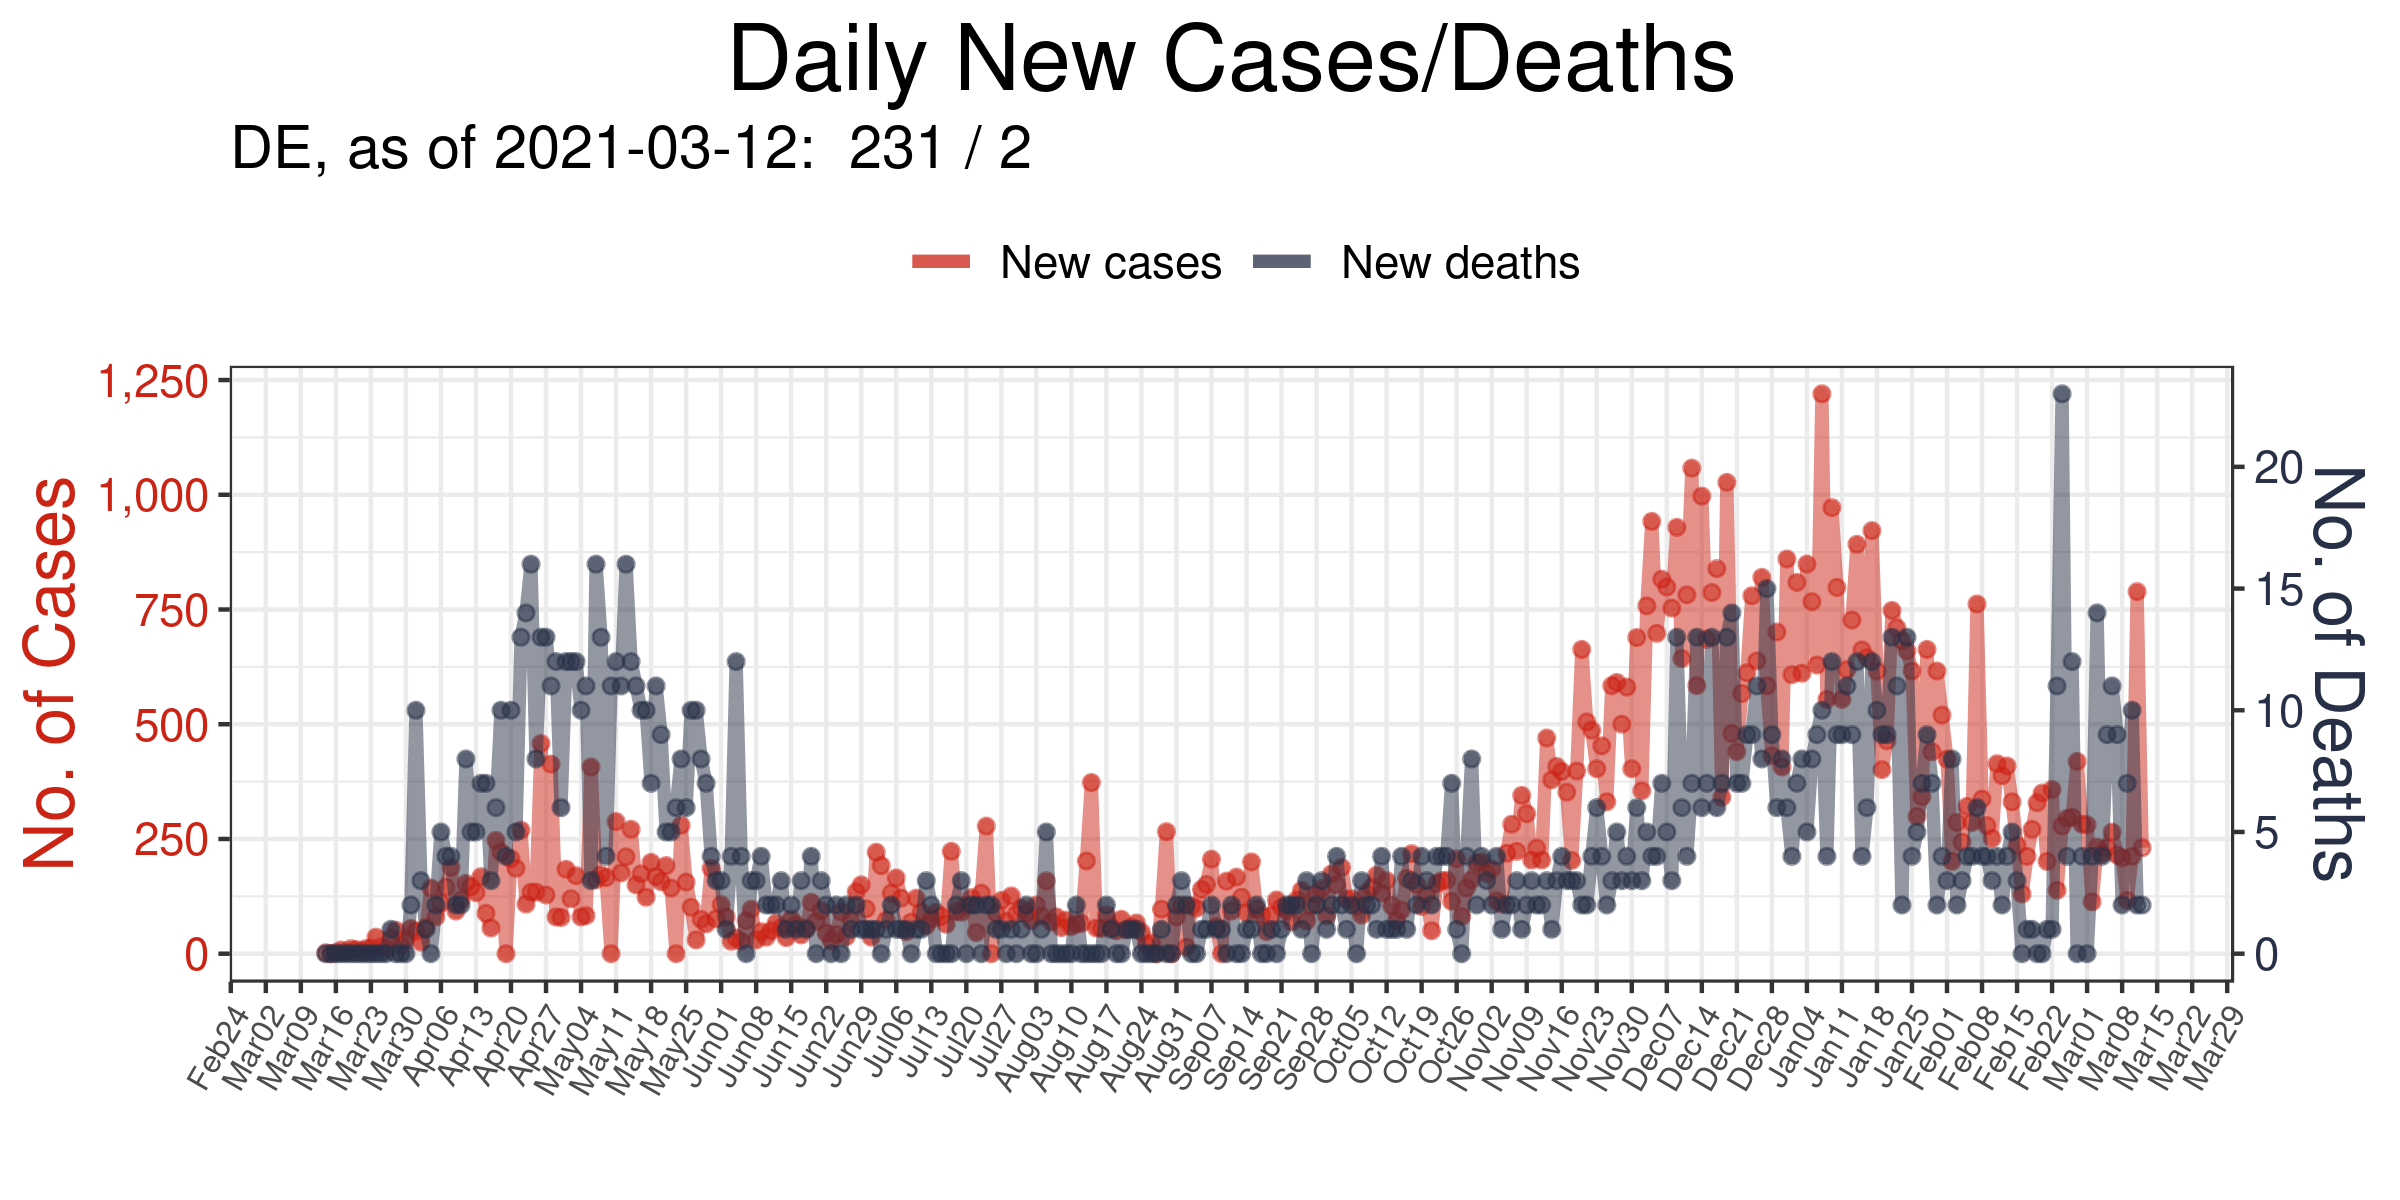 Daily New Cases/Deaths
DE, as of 2021-03-12:  231 / 2
New cases
New deaths
No. of Cases
1,250
1,000
750
500
250
0
20
15
10
5
0
No. of Deaths
Feb24
Mar02
Mar09
Mar16
Mar23
Mar30
Apr06
Apr13
Apr20
Apr27
May04
May11
May18
May25
Jun01
Jun08
Jun15
Jun22
Jun29
Jul06
Jul13
Jul20
Jul27
Aug03
Aug10
Aug17
Aug24
Aug31
Sep07
Sep14
Sep21
Sep28
Oct05
Oct12
Oct19
Oct26
Nov02
Nov09
Nov16
Nov23
Nov30
Dec07
Dec14
Dec21
Dec28
Jan04
Jan11
Jan18
Jan25
Feb01
Feb08
Feb15
Feb22
Mar01
Mar08
Mar15
Mar22
Mar29